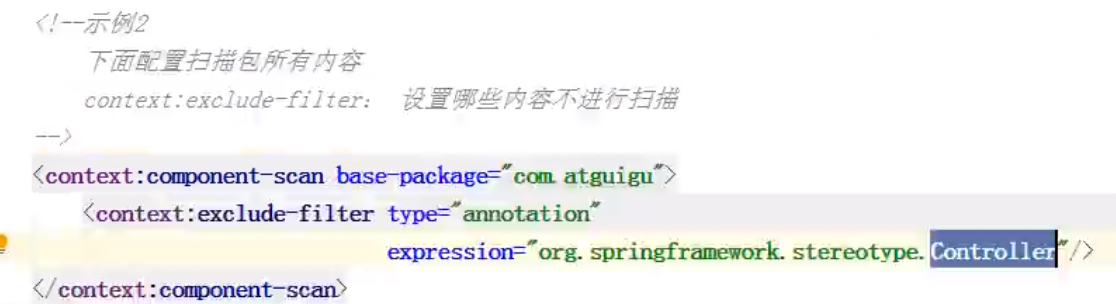 <!--示例2
下面配置扫描包所有内容
context:exclude-filter： 设置哪些内容不进行扫描
-->
<context:component-scan base-package="com.atguigu">
<context:exclude-filter type="annotation"
expression="org.springframework.stereotype.Controller"/>
</context:component-scan>